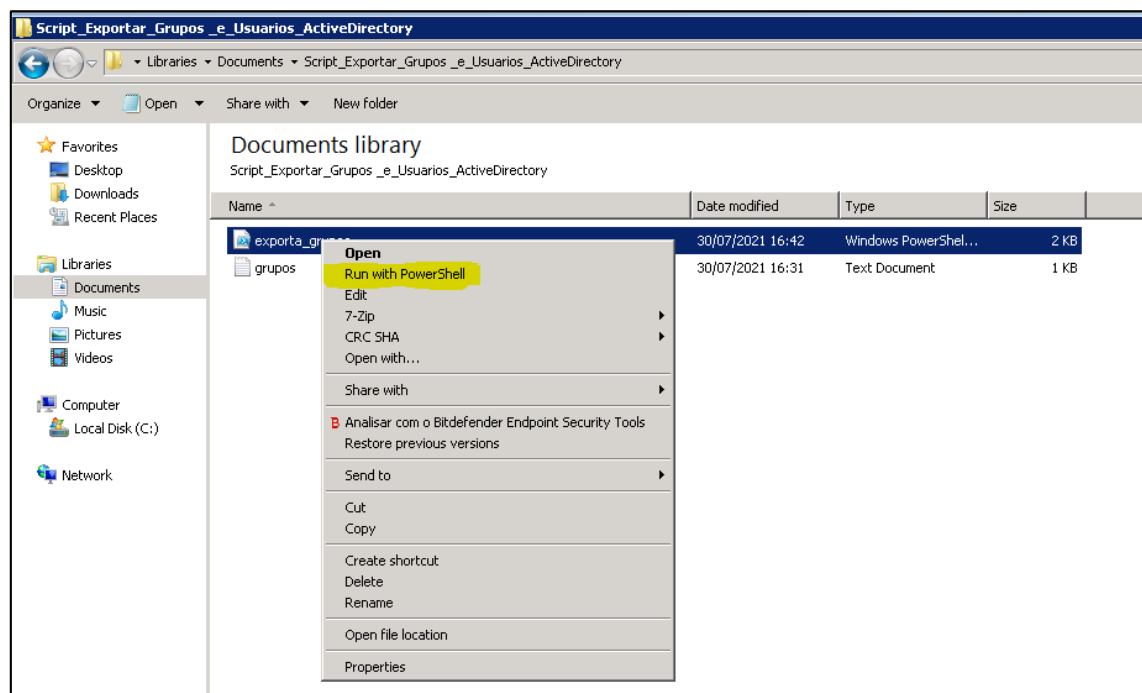 Script_Exportar_Grupos _e_Usuarios_ActiveDirectory
Libraries Documents Script_Exportar_Grupos _e_Usuarios_ActiveDirectory
Organize Open Share with New folder
Favorites
Desktop
Downloads
Recent Places
Libraries
Documents
Music
Pictures
Videos
Computer
Local Disk (C:)
Network
Documents library
Script_Exportar_Grupos _e_Usuarios_ActiveDirectory
Name Date modified Type Size
exporta_grupos 30/07/2021 16:42 Windows PowerShel... 2 KB
grupos 30/07/2021 16:31 Text Document 1 KB
Open
Run with PowerShell
Edit
7-Zip
CRC SHA
Open with...
Share with
B Analisar com o Bitdefender Endpoint Security Tools
Restore previous versions
Send to
Cut
Copy
Create shortcut
Delete
Rename
Open file location
Properties